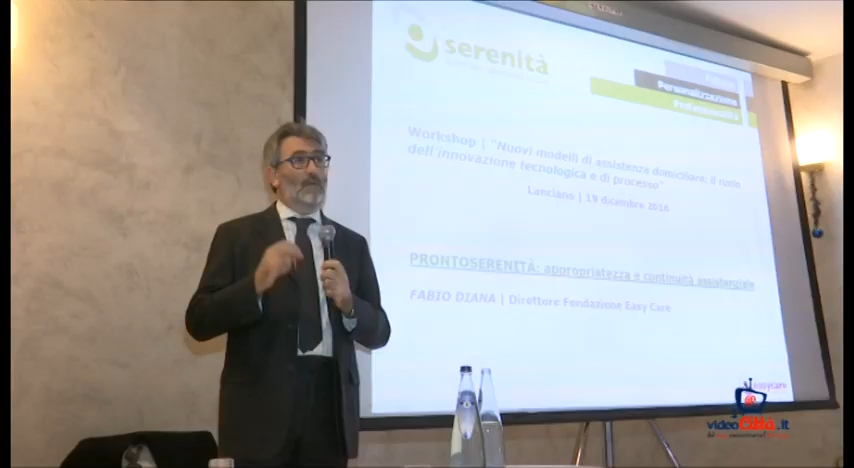 serenità
Personalizzazione
Professionalità
Workshop | "Nuovi modelli di assistenza domiciliare: il ruolo
dell'innovazione tecnologica e di processo"
Lanciano | 19 dicembre 2016
PRONTOSERENITÀ: appropriatezza e continuità assistenziale
FABIO DIANA | Direttore Fondazione Easy Care
easycare
videoCittà.it